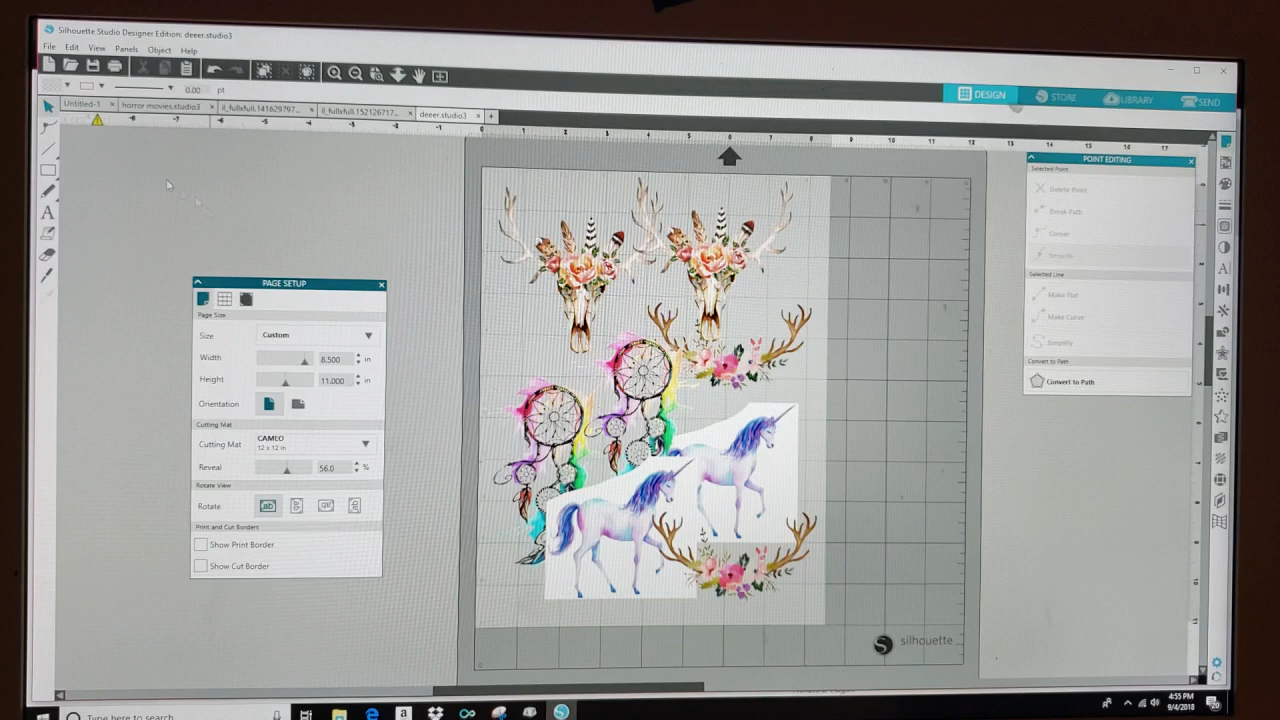 Silhouette Studio Designer Edition: deeer.studio3
File Edit View Panels Object Help
0.00 pt
DESIGN STORE LIBRARY SEND
Untitled-1 horror movies.studio3 deeer.studio3
PAGE SETUP
Page Size
Size Custom
Width 8.500 in
Height 11.000 in
Orientation
Cutting Mat
Cutting Mat CAMEO
12 x 12 in
Reveal 56.0 %
Rotate View
Rotate
Print and Cut Borders
Show Print Border
Show Cut Border
silhouette
POINT EDITING
Selected Point
Delete Point
Break Path
Corner
Smooth
Selected Line
Make Flat
Make Curve
Simplify
Convert to Path
Convert to Path
Type here to search
4:55 PM
9/4/2018